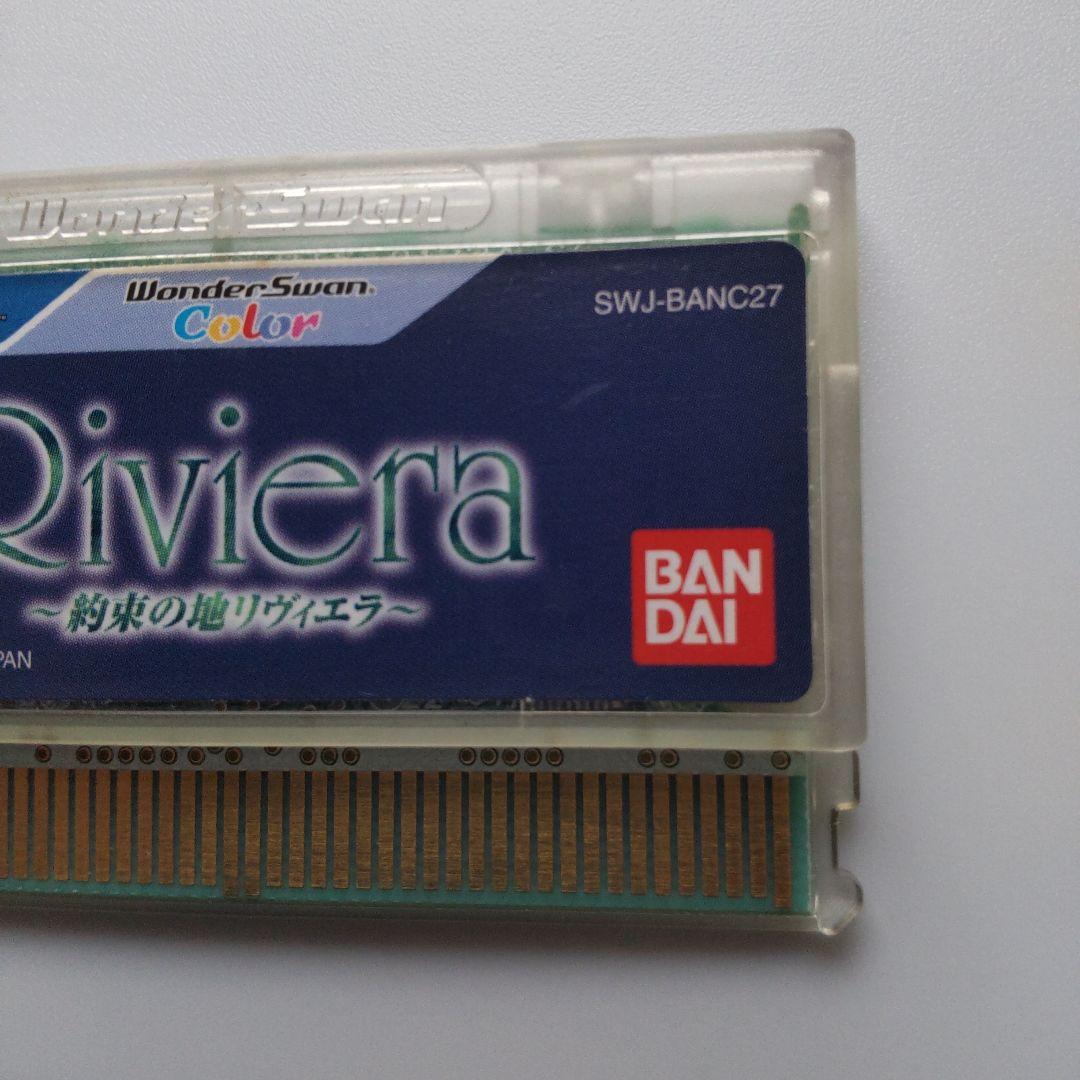 WonderSwan
WonderSwan
Color
SWJ-BANC27
Riviera
～約束の地リヴィエラ～
BAN
DAI
PAN